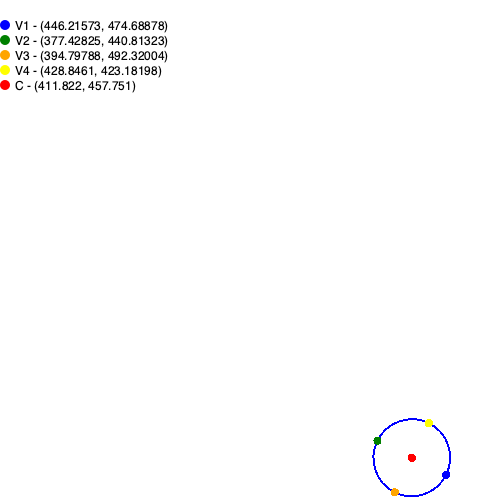 V1 - (446.21573, 474.68878)
V2 - (377.42825, 440.81323)
V3 - (394.79788, 492.32004)
V4 - (428.8461, 423.18198)
C - (411.822, 457.751)